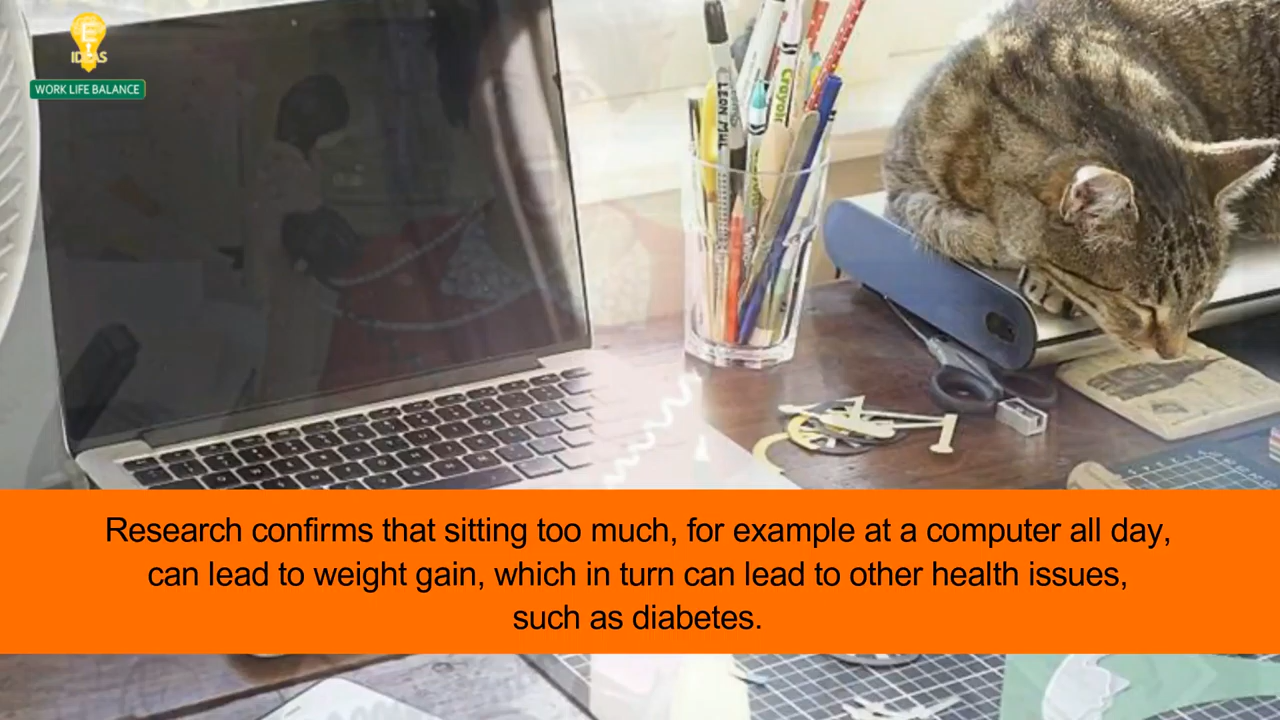 E
IDEAS
WORK LIFE BALANCE
Crayola
Research confirms that sitting too much, for example at a computer all day,
can lead to weight gain, which in turn can lead to other health issues,
such as diabetes.